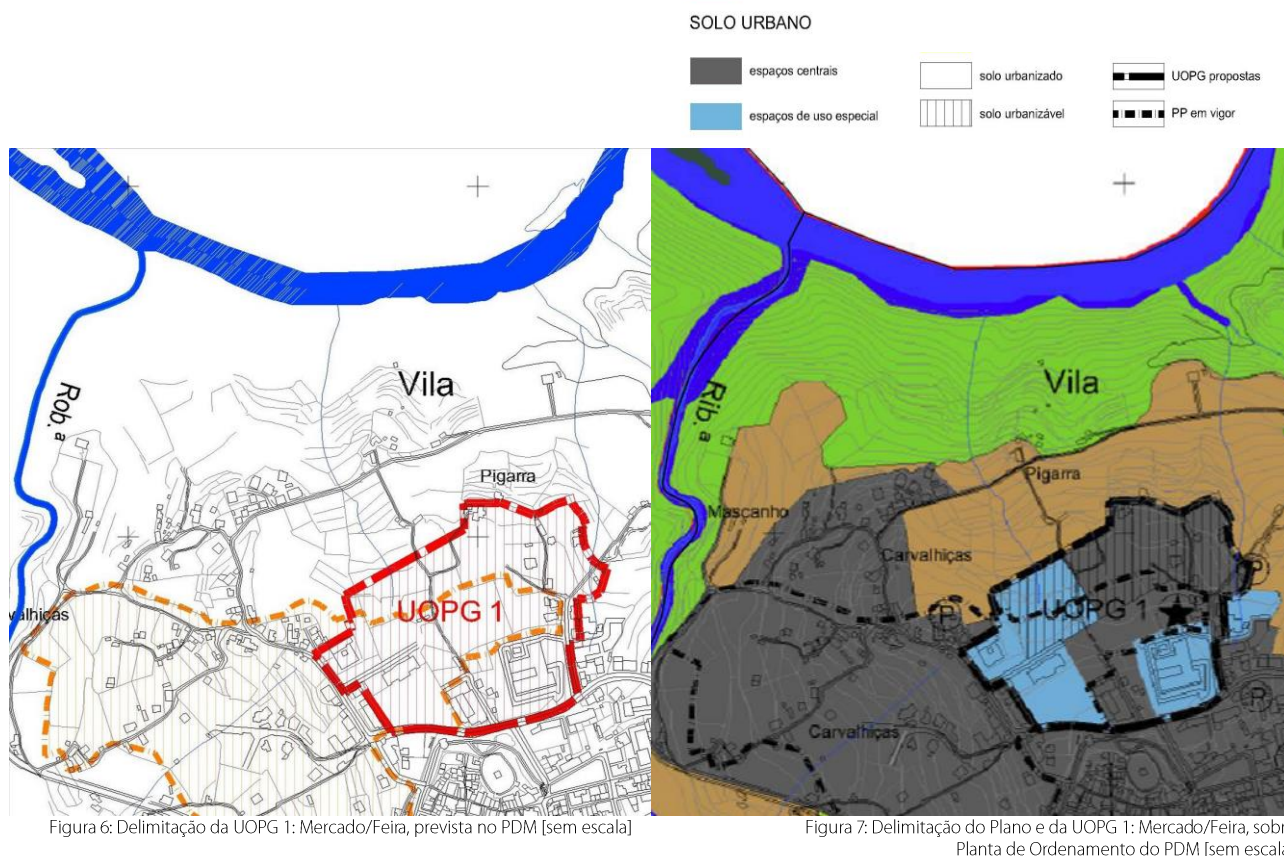 SOLO URBANO
espaços centrais
solo urbanizado
UOPG propostas
espaços de uso especial
solo urbanizável
PP em vigor
Rob.ª
Vila
Pigarra
valhiças
UOPG 1
Rib.ª
Vila
Pigarra
Mascanho
Carvalhiças
P
UOPG 1
P
R
Carvalhiças
Figura 6: Delimitação da UOPG 1: Mercado/Feira, prevista no PDM [sem escala]
Figura 7: Delimitação do Plano e da UOPG 1: Mercado/Feira, sobr
Planta de Ordenamento do PDM [sem escala